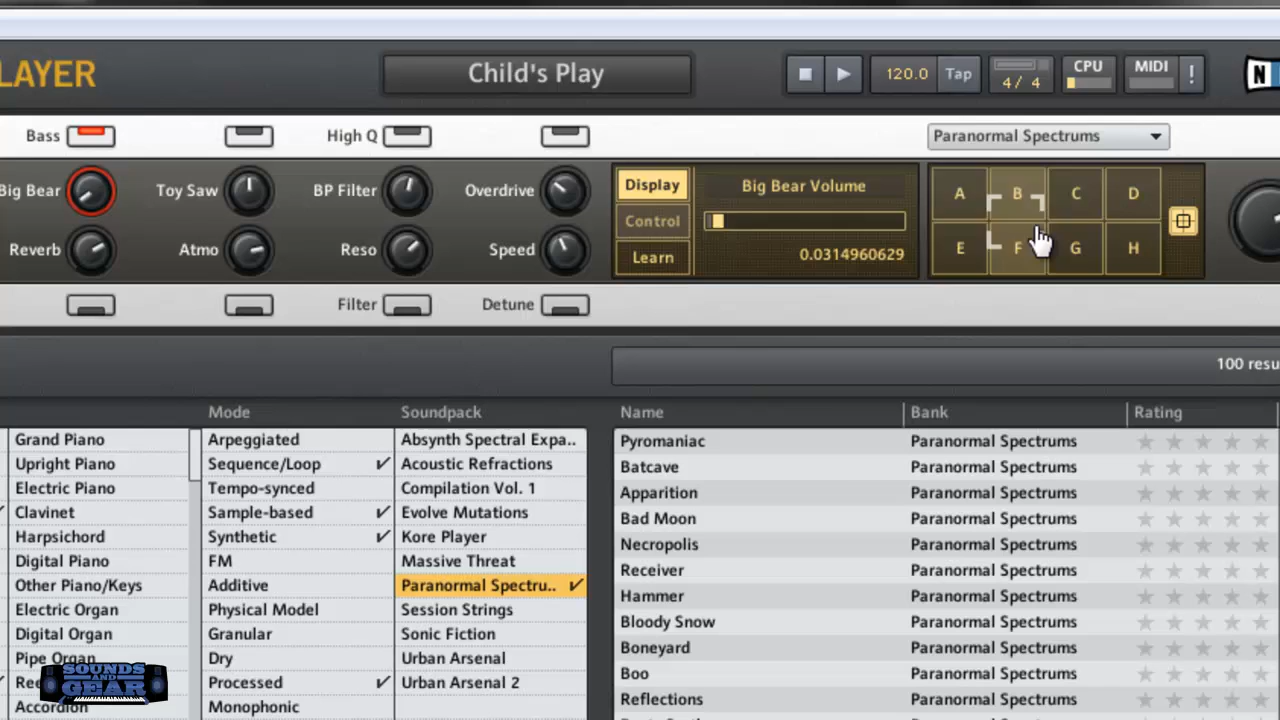 LAYER
Child's Play
120.0
Tap
4 / 4
CPU
MIDI
!
N
Bass
High Q
Paranormal Spectrums
Big Bear
Toy Saw
BP Filter
Overdrive
Display
Big Bear Volume
A
B
C
D
Control
Reverb
Atmo
Reso
Speed
Learn
0.0314960629
E
F
G
H
Filter
Detune
100 resu
Mode
Soundpack
Name
Bank
Rating
Grand Piano
Arpeggiated
Absynth Spectral Expa..
Pyromaniac
Paranormal Spectrums
Upright Piano
Sequence/Loop
Acoustic Refractions
Batcave
Paranormal Spectrums
Electric Piano
Tempo-synced
Compilation Vol. 1
Apparition
Paranormal Spectrums
Clavinet
Sample-based
Evolve Mutations
Bad Moon
Paranormal Spectrums
Harpsichord
Synthetic
Kore Player
Necropolis
Paranormal Spectrums
Digital Piano
FM
Massive Threat
Receiver
Paranormal Spectrums
Other Piano/Keys
Additive
Paranormal Spectru..
Hammer
Paranormal Spectrums
Electric Organ
Physical Model
Session Strings
Bloody Snow
Paranormal Spectrums
Digital Organ
Granular
Sonic Fiction
Boneyard
Paranormal Spectrums
Pipe Organ
Dry
Urban Arsenal
Boo
Paranormal Spectrums
Processed
Urban Arsenal 2
Reflections
Paranormal Spectrums
Accordion
Monophonic
SOUNDS
AND
GEAR